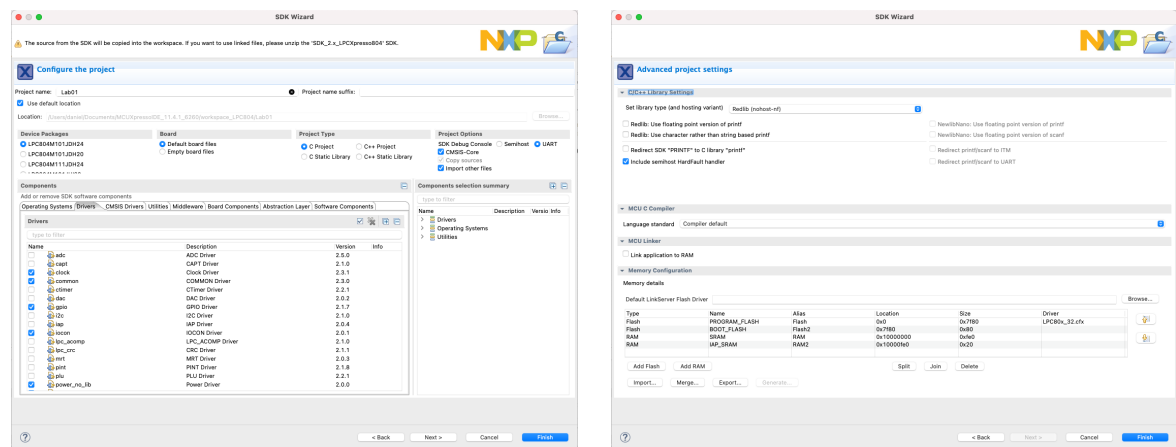 SDK Wizard
The source from the SDK will be copied into the workspace. If you want to use linked files, please unzip the 'SDK_2.x_LPCXpresso804' SDK.
NXP
Configure the project
Project name: Lab01
Project name suffix:
Use default location
Location: /Users/daniel/Documents/MCUXpressoIDE_11.4.1_6260/workspace_LPC804/Lab01
Browse...
Device Packages Board Project Type Project Options
LPC804M101JDH24 Default board files C Project C++ Project SDK Debug Console Semihost UART
LPC804M101JDH20 Empty board files C Static Library C++ Static Library CMSIS-Core
LPC804M111JDH24 Copy sources
Import other files
Components
Add or remove SDK software components
Operating Systems Drivers CMSIS Drivers Utilities Middleware Board Components Abstraction Layer Software Components
Drivers
type to filter
Name Description Version Info
adc ADC Driver 2.5.0
capt CAPT Driver 2.1.0
clock Clock Driver 2.3.1
common COMMON Driver 2.3.0
ctimer CTimer Driver 2.2.1
dac DAC Driver 2.0.2
gpio GPIO Driver 2.1.7
i2c I2C Driver 2.1.0
iap IAP Driver 2.0.4
iocon IOCON Driver 2.0.1
lpc_acomp LPC_ACOMP Driver 2.1.0
lpc_crc CRC Driver 2.1.1
mrt MRT Driver 2.0.3
pint PINT Driver 2.1.8
plu PLU Driver 2.2.1
power_no_lib Power Driver 2.0.0
Components selection summary
type to filter
Name Description Versio Info
Drivers
Operating Systems
Utilities
? < Back Next > Cancel Finish
SDK Wizard
NXP
Advanced project settings
C/C++ Library Settings
Set library type (and hosting variant) Redlib (nohost-nf)
Redlib: Use floating point version of printf NewlibNano: Use floating point version of printf
Redlib: Use character rather than string based printf NewlibNano: Use floating point version of scanf
Redirect SDK "PRINTF" to C library "printf" Redirect printf/scanf to ITM
Include semihost HardFault handler Redirect printf/scanf to UART
MCU C Compiler
Language standard Compiler default
MCU Linker
Link application to RAM
Memory Configuration
Memory details
Default LinkServer Flash Driver Browse...
Type Name Alias Location Size Driver
Flash PROGRAM_FLASH Flash 0x0 0x7f80 LPC80x_32.cfx
Flash BOOT_FLASH Flash2 0x7f80 0x80
RAM SRAM RAM 0x10000000 0xfe0
RAM IAP_SRAM RAM2 0x10000fe0 0x20
Add Flash Add RAM Split Join Delete
Import... Merge... Export... Generate...
? < Back Next > Cancel Finish